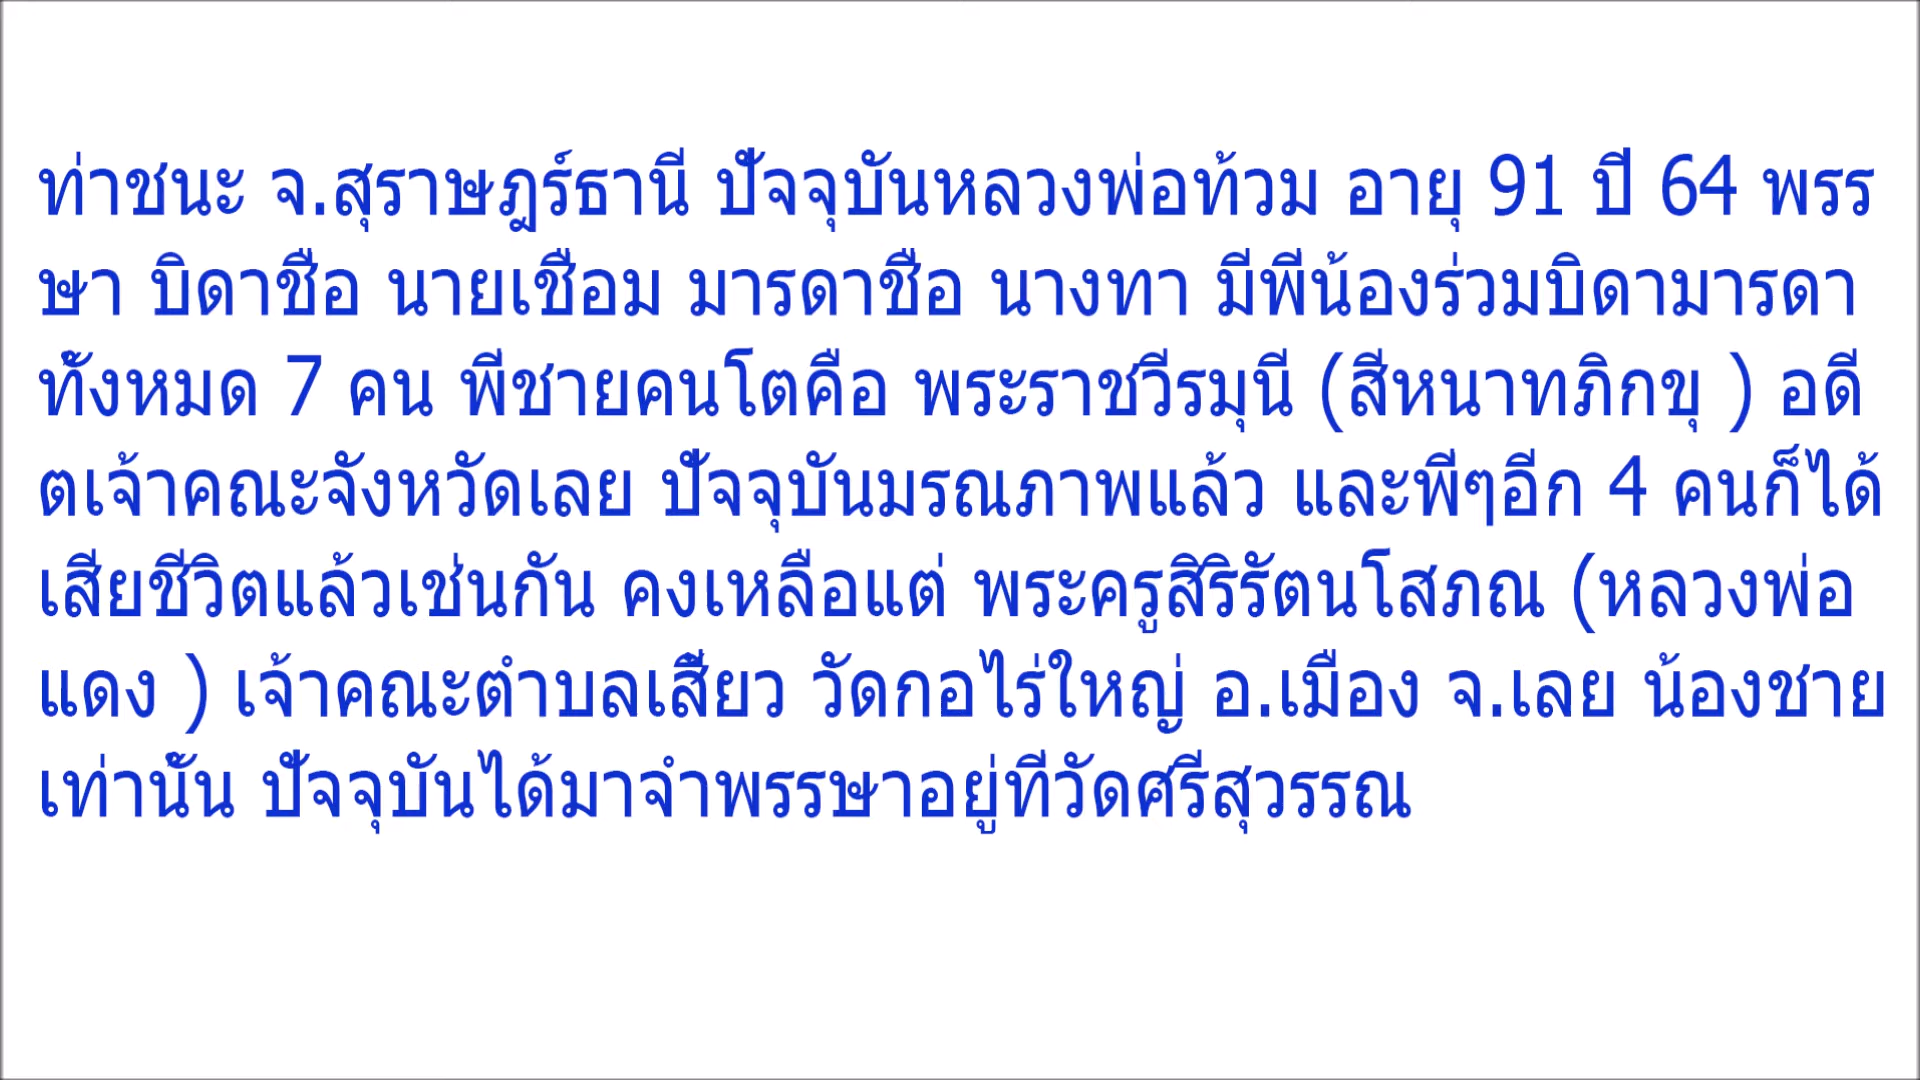 ท่าชนะ จ.สุราษฎร์ธานี ปัจจุบันหลวงพ่อท้วม อายุ 91 ปี 64 พรร
ษา บิดาชื่อ นายเชื่อม มารดาชื่อ นางทา มีพี่น้องร่วมบิดามารดา
ทั้งหมด 7 คน พี่ชายคนโตคือ พระราชวีรมุนี (สีหนาทภิกขุ ) อดี
ตเจ้าคณะจังหวัดเลย ปัจจุบันมรณภาพแล้ว และพี่ๆอีก 4 คนก็ได้
เสียชีวิตแล้วเช่นกัน คงเหลือแต่ พระครูสิริรัตนโสภณ (หลวงพ่อ
แดง ) เจ้าคณะตำบลเสี้ยว วัดกอไร่ใหญ่ อ.เมือง จ.เลย น้องชาย
เท่านั้น ปัจจุบันได้มาจำพรรษาอยู่ที่วัดศรีสุวรรณ